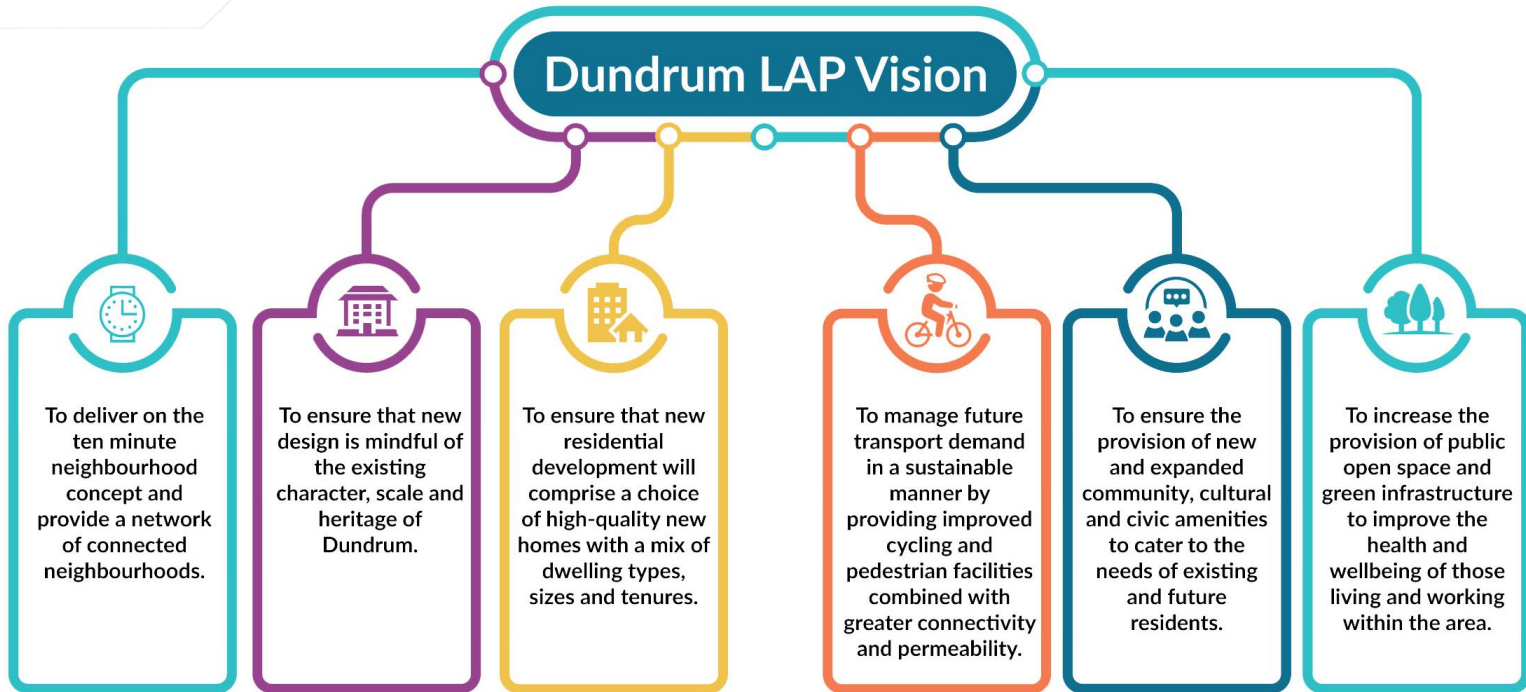 Dundrum LAP Vision
To deliver on the
ten minute
neighbourhood
concept and
provide a network
of connected
neighbourhoods.
To ensure that new
design is mindful of
the existing
character, scale and
heritage of
Dundrum.
To ensure that new
residential
development will
comprise a choice
of high-quality new
homes with a mix of
dwelling types,
sizes and tenures.
To manage future
transport demand
in a sustainable
manner by
providing improved
cycling and
pedestrian facilities
combined with
greater connectivity
and permeability.
To ensure the
provision of new
and expanded
community, cultural
and civic amenities
to cater to the
needs of existing
and future
residents.
To increase the
provision of public
open space and
green infrastructure
to improve the
health and
wellbeing of those
living and working
within the area.